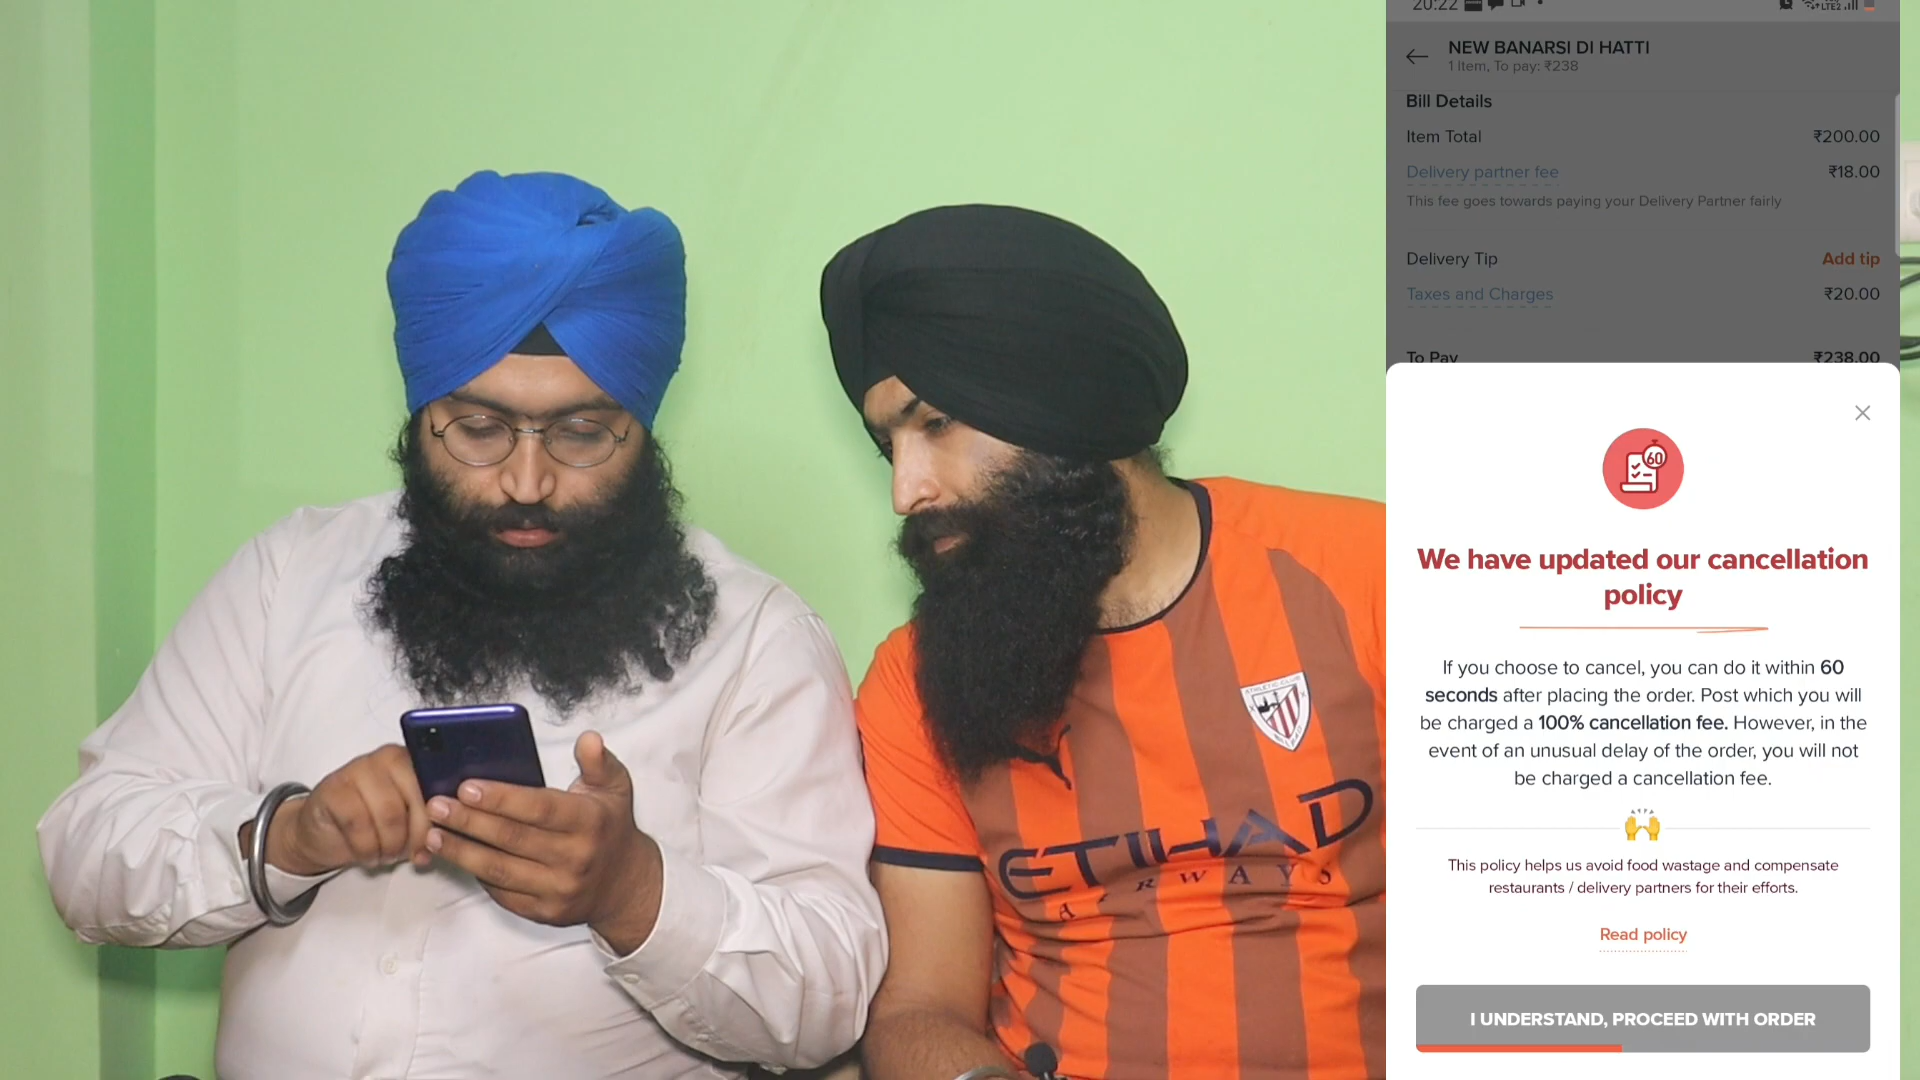 20:22
LTE2
NEW BANARSI DI HATTI
1 Item, To pay: ₹238
Bill Details
Item Total ₹200.00
Delivery partner fee ₹18.00
This fee goes towards paying your Delivery Partner fairly
Delivery Tip Add tip
Taxes and Charges ₹20.00
To Pay ₹238.00
60
We have updated our cancellation
policy
If you choose to cancel, you can do it within 60
seconds after placing the order. Post which you will
be charged a 100% cancellation fee. However, in the
event of an unusual delay of the order, you will not
be charged a cancellation fee.
This policy helps us avoid food wastage and compensate
restaurants / delivery partners for their efforts.
Read policy
I UNDERSTAND, PROCEED WITH ORDER
ATHLETIC CLUB
BILBAO
ETIHAD
AIRWAYS